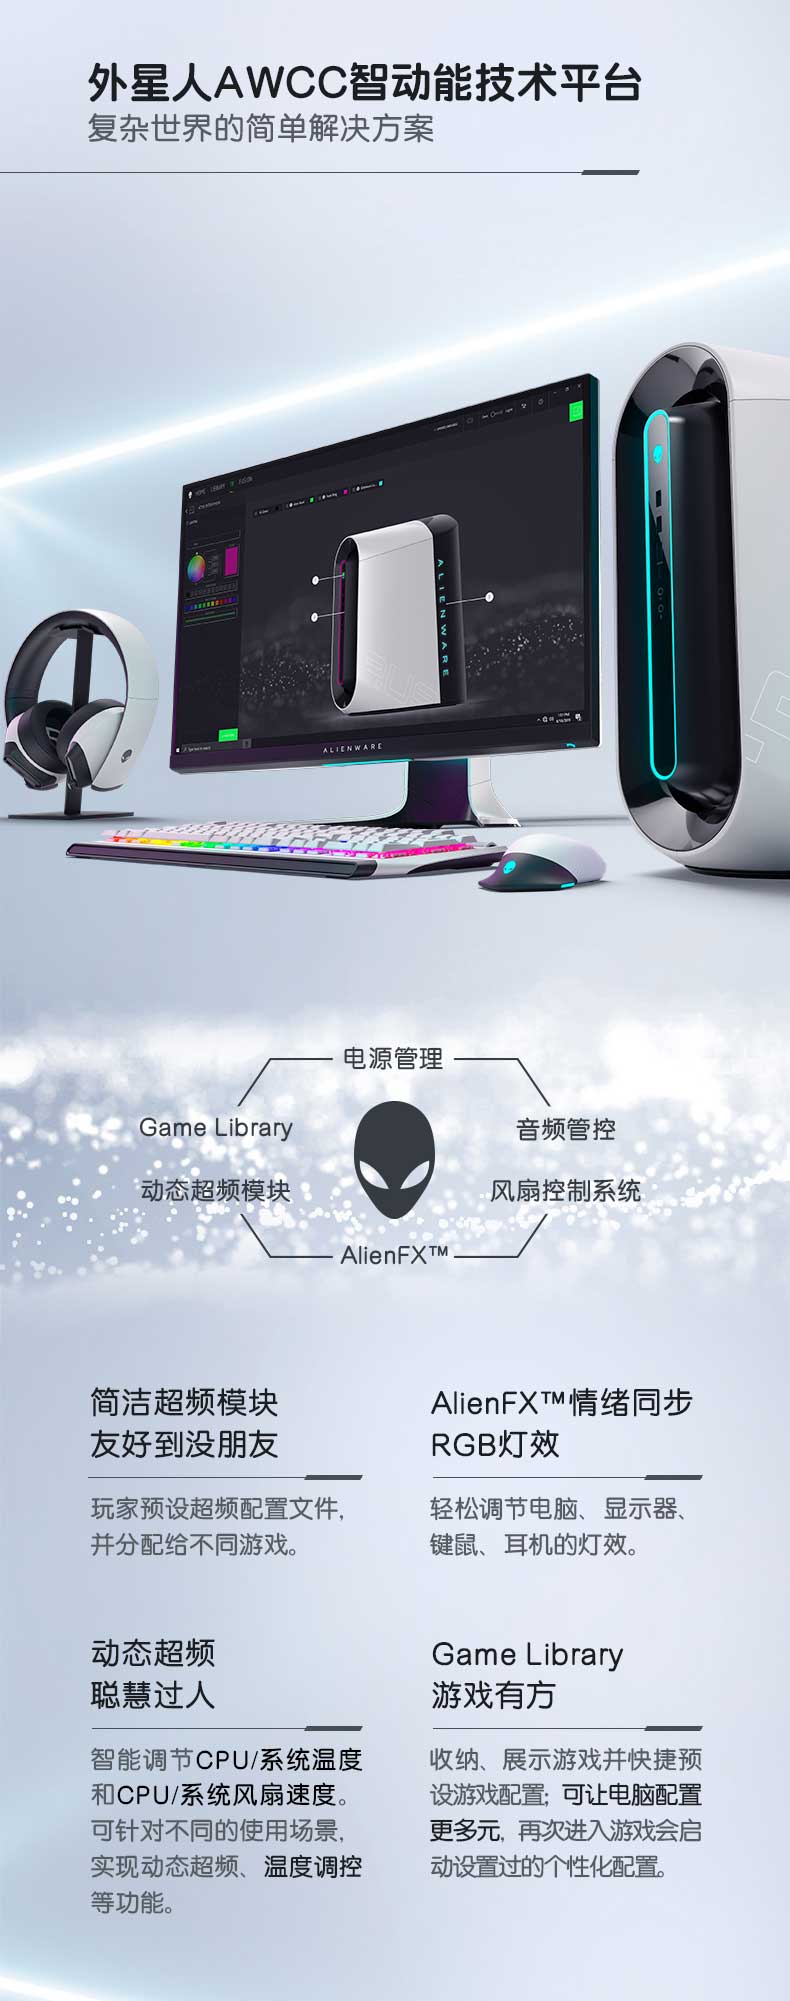 外星人AWCC智动能技术平台
复杂世界的简单解决方案
HOME LIBRARY FX FUSION
ALIENWARE
ALIENWARE
电源管理
Game Library
音频管控
动态超频模块
风扇控制系统
AlienFX™
简洁超频模块
友好到没朋友
玩家预设超频配置文件,
并分配给不同游戏。
AlienFX™情绪同步
RGB灯效
轻松调节电脑、显示器、
键鼠、耳机的灯效。
动态超频
聪慧过人
智能调节CPU/系统温度
和CPU/系统风扇速度。
可针对不同的使用场景,
实现动态超频、温度调控
等功能。
Game Library
游戏有方
收纳、展示游戏并快捷预
设游戏配置; 可让电脑配置
更多元, 再次进入游戏会启
动设置过的个性化配置。